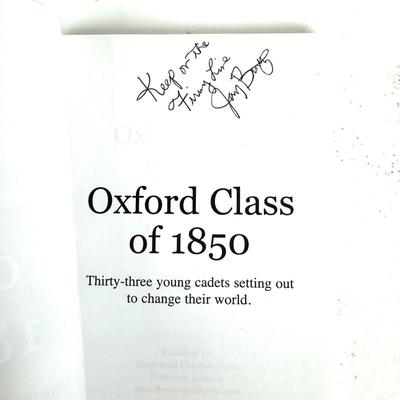 Keep on the
Firing Line
Oxford Class
of 1850
Thirty-three young cadets setting out
to change their world.